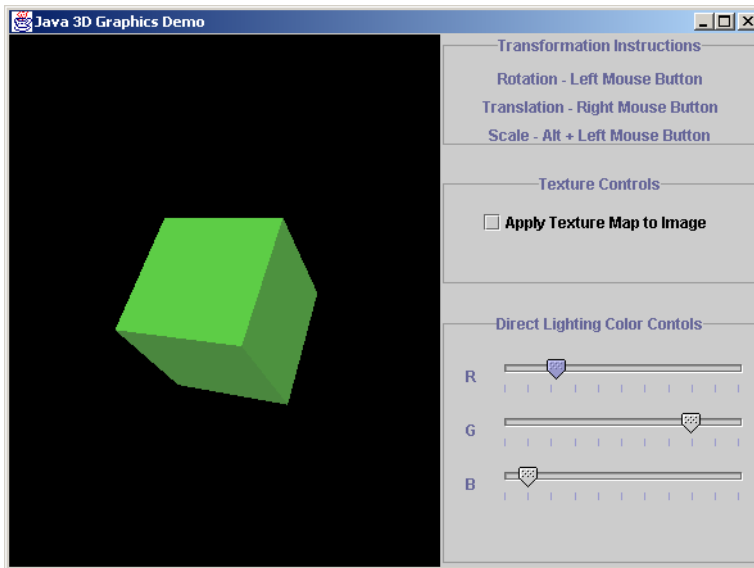 Java 3D Graphics Demo
Transformation Instructions
Rotation - Left Mouse Button
Translation - Right Mouse Button
Scale - Alt + Left Mouse Button
Texture Controls
Apply Texture Map to Image
Direct Lighting Color Contols
R
G
B